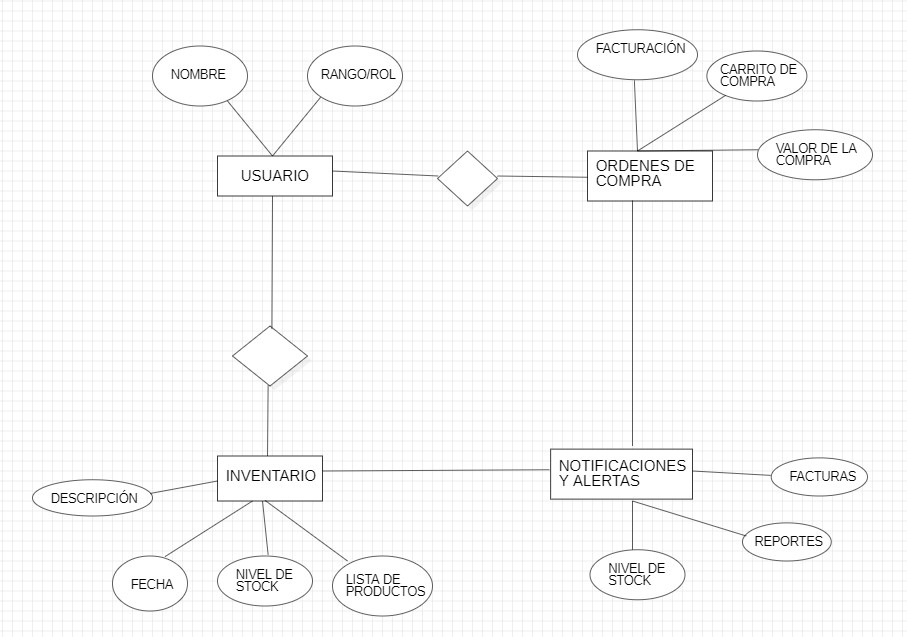 FACTURACIÓN
NOMBRE
RANGO/ROL
CARRITO DE
COMPRA
VALOR DE LA
COMPRA
USUARIO
ORDENES DE
COMPRA
INVENTARIO
NOTIFICACIONES
Y ALERTAS
DESCRIPCIÓN
FACTURAS
REPORTES
FECHA
NIVEL DE
STOCK
LISTA DE
PRODUCTOS
NIVEL DE
STOCK